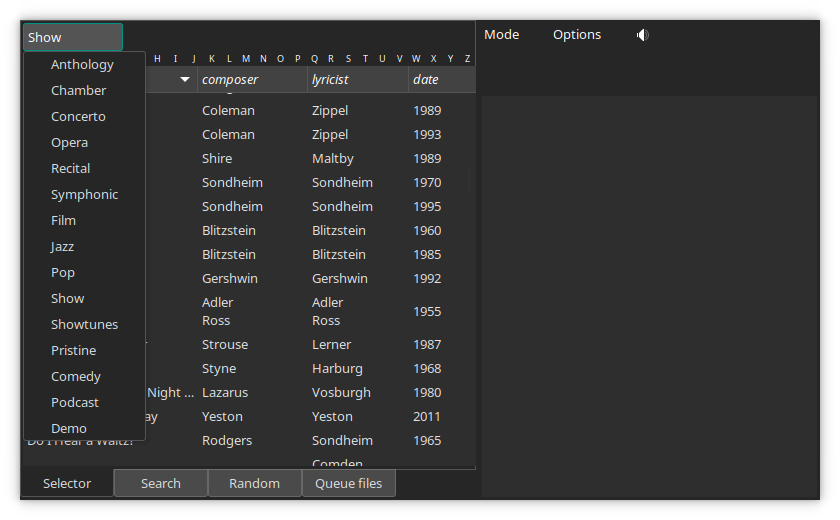 Show
Mode Options
Anthology
Chamber
Concerto
Opera
Recital
Symphonic
Film
Jazz
Pop
Show
Showtunes
Pristine
Comedy
Podcast
Demo
H I J K L M N O P Q R S T U V W X Y Z
composer lyricist date
Coleman Zippel 1989
Coleman Zippel 1993
Shire Maltby 1989
Sondheim Sondheim 1970
Sondheim Sondheim 1995
Blitzstein Blitzstein 1960
Blitzstein Blitzstein 1985
Gershwin Gershwin 1992
Adler Adler 1955
Ross Ross
Strouse Lerner 1987
Styne Harburg 1968
Night ... Lazarus Vosburgh 1980
ay Yeston Yeston 2011
Do I Hear a Waltz? Rodgers Sondheim 1965
Comden
Selector Search Random Queue files